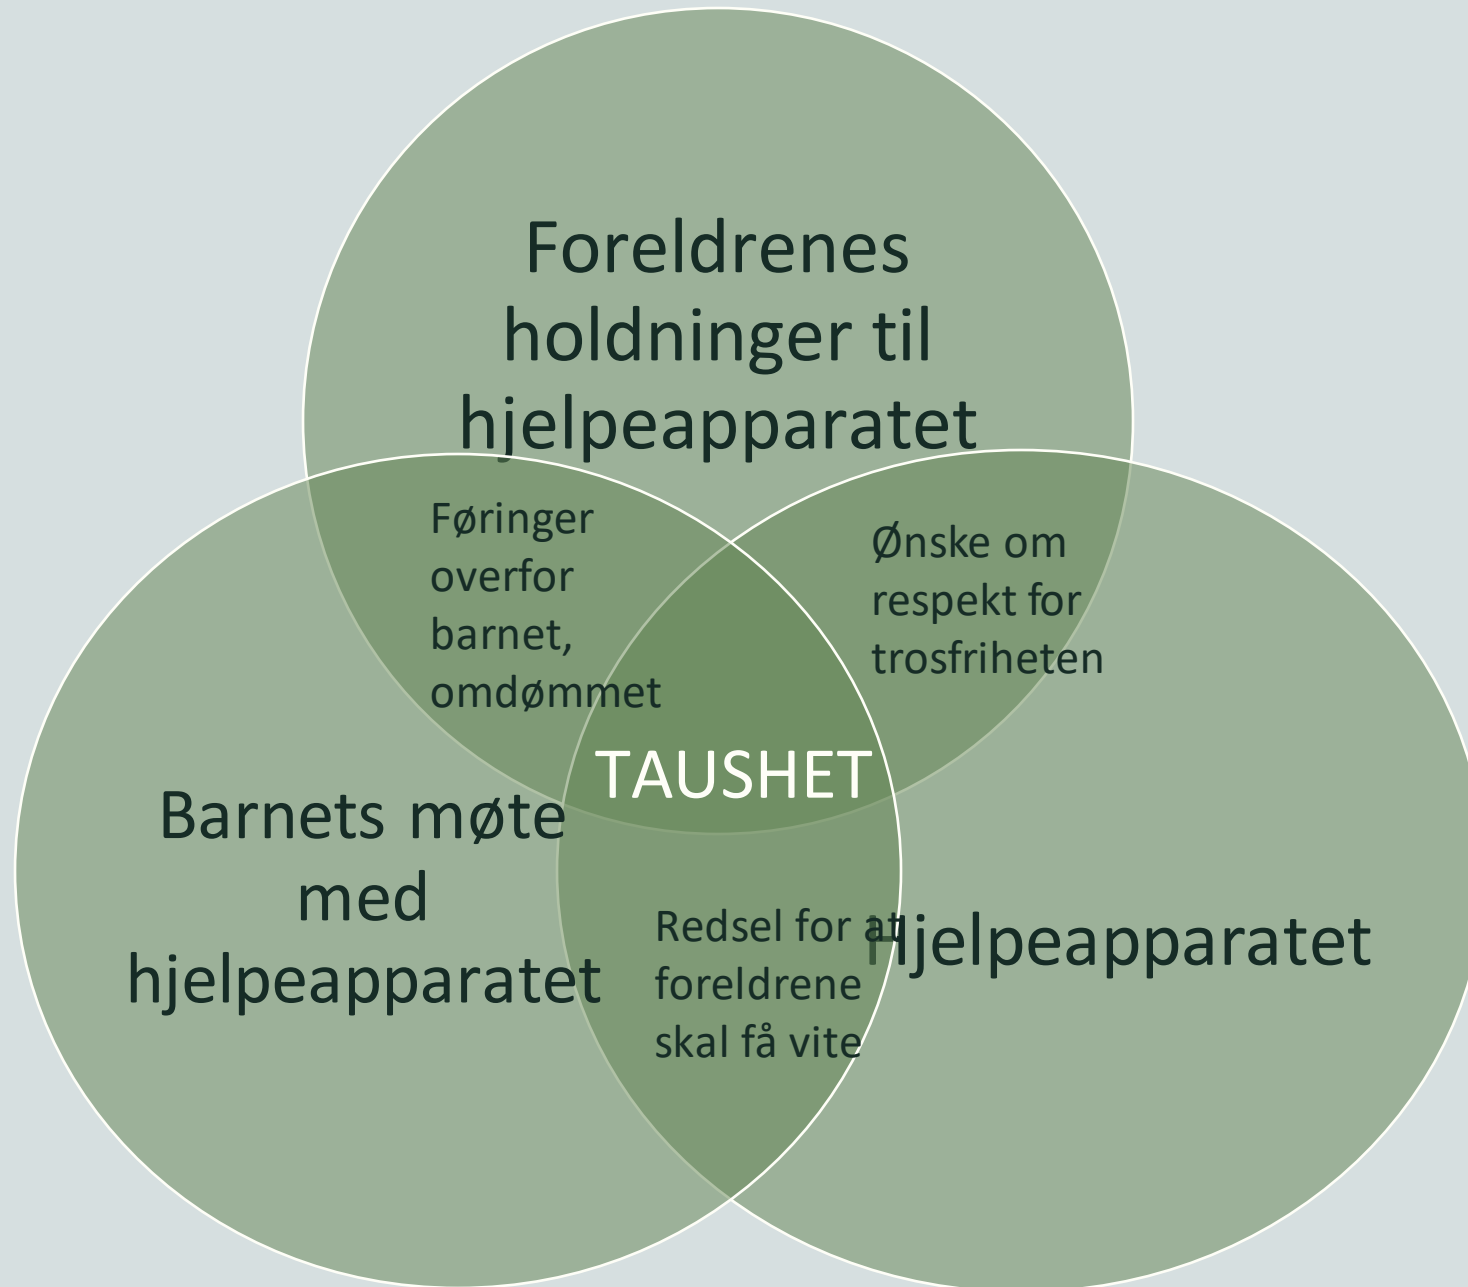 Foreldrenes
holdninger til
hjelpeapparatet
Føringer
overfor
barnet,
omdømmet
Ønske om
respekt for
trosfriheten
TAUSHET
Barnets møte
med
hjelpeapparatet
Redsel for at
foreldrene
skal få vite
Hjelpeapparatet